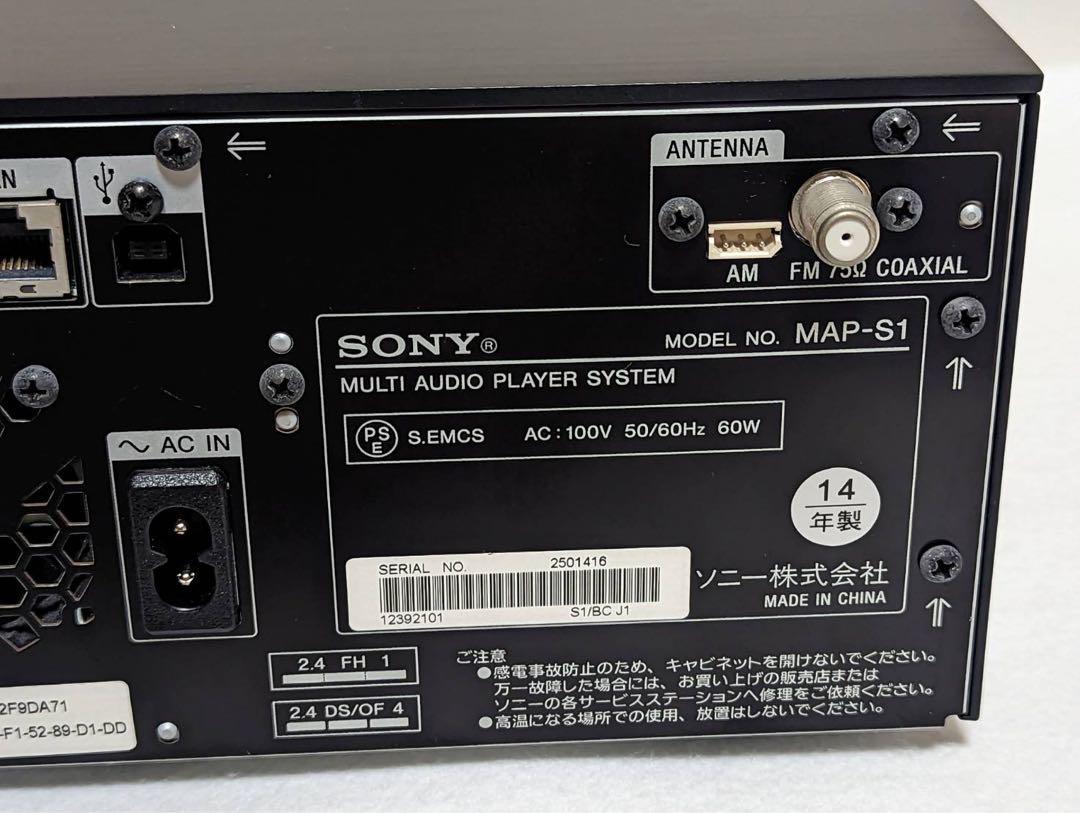 ANTENNA
AM
FM 75Ω COAXIAL
SONY®
MODEL NO. MAP-S1
MULTI AUDIO PLAYER SYSTEM
PSE S.EMCS AC:100V 50/60Hz 60W
AC IN
14
年製
SERIAL NO. 2501416
12392101 S1/BC J1
ソニー株式会社
MADE IN CHINA
2.4 FH 1
2.4 DS/OF 4
ご注意
●感電事故防止のため、キャビネットを開けないでください。
万一故障した場合には、お買い上げの販売店または
ソニーの各サービスステーションへ修理をご依頼ください。
●高温になる場所での使用、放置はしないでください。
2F9DA71
-F1-52-89-D1-DD